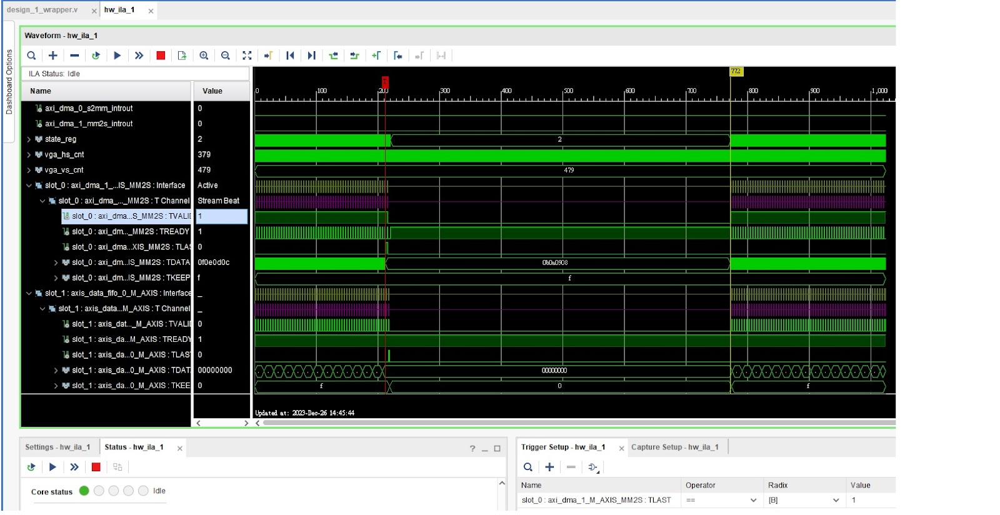 design_1_wrapper.v × hw_ila_1 ×
Dashboard Options
Waveform - hw_ila_1
ILA Status: Idle
Name Value
772
0 100 200 300 400 500 600 700 800 900 1,000
axi_dma_0_s2mm_introut 0
axi_dma_1_mm2s_introut 0
state_reg 2 2
vga_hs_cnt 379
vga_vs_cnt 479 479
slot_0 : axi_dma_1_...IS_MM2S : Interface Active
slot_0 : axi_dma_..._MM2S : T Channel Stream Beat
slot_0 : axi_dma...S_MM2S : TVALI 1
slot_0 : axi_dm..._MM2S : TREADY 1
slot_0 : axi_dma...XIS_MM2S : TLAS 0
slot_0 : axi_dm...IS_MM2S : TDATA 0f0e0d0c 0b0a0908
slot_0 : axi_dm...IS_MM2S : TKEEP f f
slot_1 : axis_data_fifo_0_M_AXIS : Interface _
slot_1 : axis_data...M_AXIS : T Channel _
slot_1 : axis_dat..._M_AXIS : TVALI 0
slot_1 : axis_da...M_AXIS : TREADY 1
slot_1 : axis_da...0_M_AXIS : TLAS 0
slot_1 : axis_da...0_M_AXIS : TDAT 00000000 00000000
slot_1 : axis_da...0_M_AXIS : TKEE 0 f 0 f
Updated at: 2023-Dec-26 14:45:44
Settings - hw_ila_1 Status - hw_ila_1 × ? _
Core status Idle
Trigger Setup - hw_ila_1 × Capture Setup - hw_ila_1
Name Operator Radix Value
slot_0 : axi_dma_1_M_AXIS_MM2S : TLAST == [B] 1